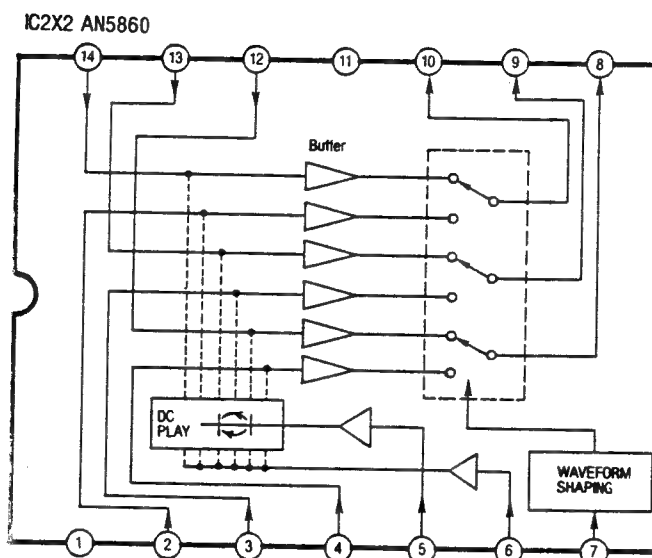 IC2X2 AN5860
14 13 12 11 10 9 8
Buffer
DC
PLAY
WAVEFORM
SHAPING
1 2 3 4 5 6 7